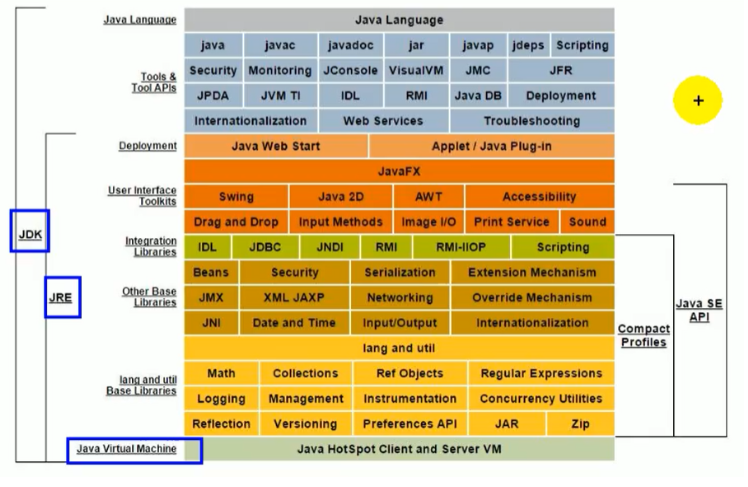 Java Language Java Language
java javac javadoc jar javap jdeps Scripting
Security Monitoring JConsole VisualVM JMC JFR
Tools &
Tool APIs
JPDA JVM TI IDL RMI Java DB Deployment
Internationalization Web Services Troubleshooting
Deployment Java Web Start Applet / Java Plug-in
JavaFX
User Interface
Toolkits
Swing Java 2D AWT Accessibility
Drag and Drop Input Methods Image I/O Print Service Sound
JDK
Integration
Libraries
IDL JDBC JNDI RMI RMI-IIOP Scripting
Beans Security Serialization Extension Mechanism
JRE
Other Base
Libraries
JMX XML JAXP Networking Override Mechanism
JNI Date and Time Input/Output Internationalization
Java SE
API
Compact
Profiles
lang and util
lang and util
Base Libraries
Math Collections Ref Objects Regular Expressions
Logging Management Instrumentation Concurrency Utilities
Reflection Versioning Preferences API JAR Zip
Java Virtual Machine Java HotSpot Client and Server VM